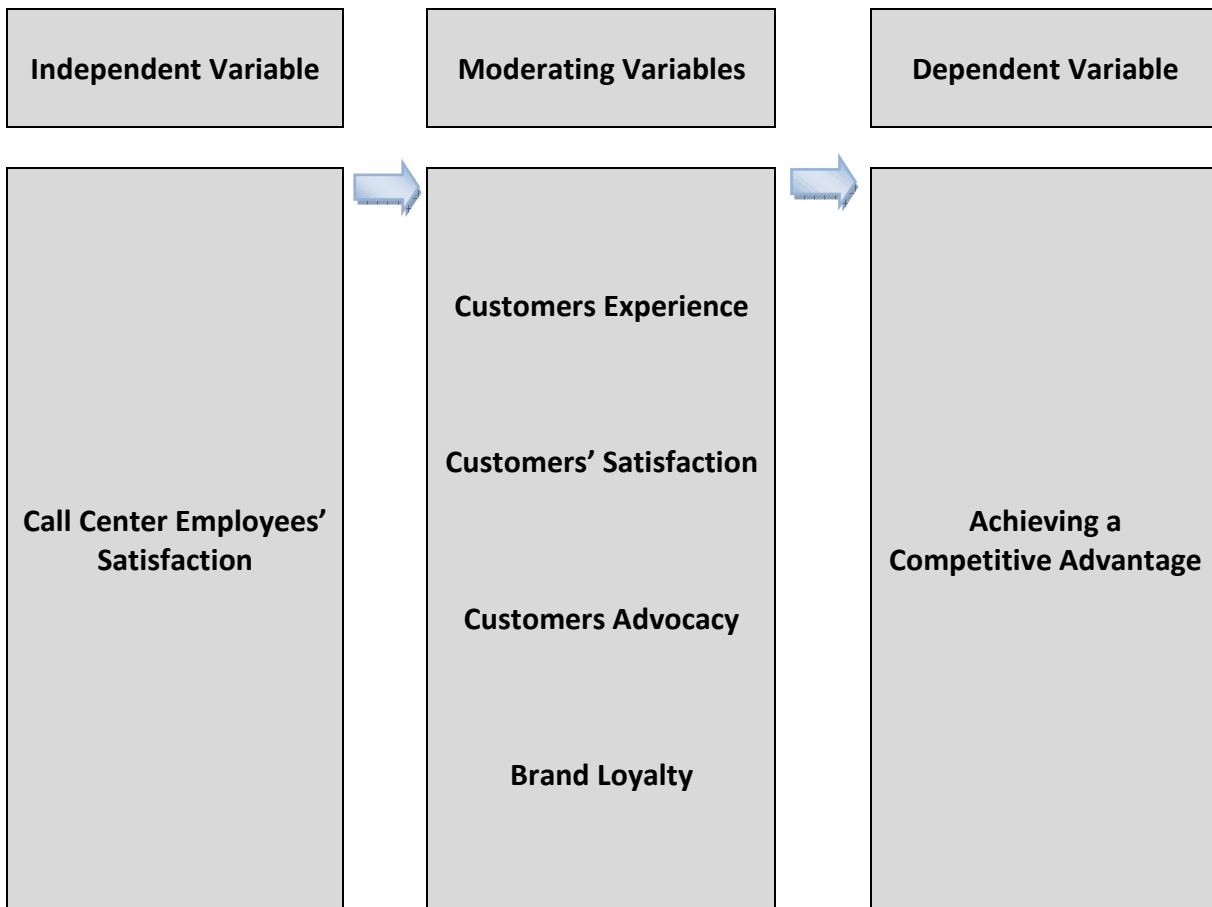 Independent Variable
Moderating Variables
Dependent Variable
Call Center Employees’
Satisfaction
Customers Experience
Customers’ Satisfaction
Customers Advocacy
Brand Loyalty
Achieving a
Competitive Advantage